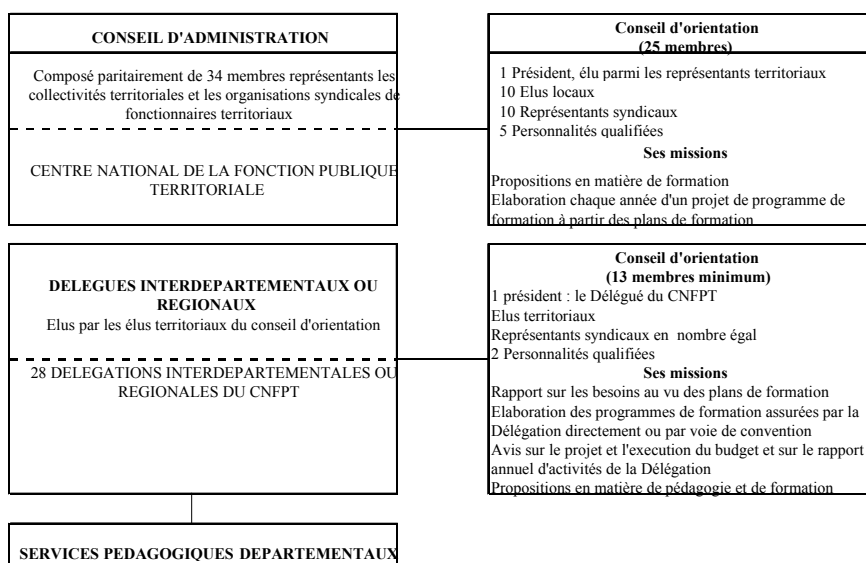 CONSEIL D'ADMINISTRATION
Composé paritairement de 34 membres représentants les
collectivités territoriales et les organisations syndicales de
fonctionnaires territoriaux
CENTRE NATIONAL DE LA FONCTION PUBLIQUE
TERRITORIALE
Conseil d'orientation
(25 membres)
1 Président, élu parmi les représentants territoriaux
10 Elus locaux
10 Représentants syndicaux
5 Personnalités qualifiées
Ses missions
Propositions en matière de formation
Elaboration chaque année d'un projet de programme de
formation à partir des plans de formation
DELEGUES INTERDEPARTEMENTAUX OU
REGIONAUX
Elus par les élus territoriaux du conseil d'orientation
28 DELEGATIONS INTERDEPARTEMENTALES OU
REGIONALES DU CNFPT
Conseil d'orientation
(13 membres minimum)
1 président : le Délégué du CNFPT
Elus territoriaux
Représentants syndicaux en nombre égal
2 Personnalités qualifiées
Ses missions
Rapport sur les besoins au vu des plans de formation
Elaboration des programmes de formation assurées par la
Délégation directement ou par voie de convention
Avis sur le projet et l'execution du budget et sur le rapport
annuel d'activités de la Délégation
Propositions en matière de pédagogie et de formation
SERVICES PEDAGOGIQUES DEPARTEMENTAUX